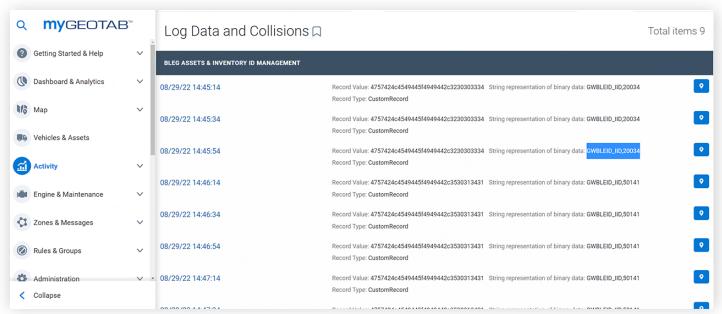 myGEOTAB™
Log Data and Collisions
Total items 9
Getting Started & Help
Dashboard & Analytics
Map
Vehicles & Assets
Activity
Engine & Maintenance
Zones & Messages
Rules & Groups
Administration
Collapse
BLEG ASSETS & INVENTORY ID MANAGEMENT
08/29/22 14:45:14
Record Value: 4757424c4549445f4949442c3230303334 String representation of binary data: GWBLEID_IID,20034
Record Type: CustomRecord
08/29/22 14:45:34
Record Value: 4757424c4549445f4949442c3230303334 String representation of binary data: GWBLEID_IID,20034
Record Type: CustomRecord
08/29/22 14:45:54
Record Value: 4757424c4549445f4949442c3230303334 String representation of binary data: GWBLEID_IID,20034
Record Type: CustomRecord
08/29/22 14:46:14
Record Value: 4757424c4549445f4949442c3530313431 String representation of binary data: GWBLEID_IID,50141
Record Type: CustomRecord
08/29/22 14:46:34
Record Value: 4757424c4549445f4949442c3530313431 String representation of binary data: GWBLEID_IID,50141
Record Type: CustomRecord
08/29/22 14:46:54
Record Value: 4757424c4549445f4949442c3530313431 String representation of binary data: GWBLEID_IID,50141
Record Type: CustomRecord
08/29/22 14:47:14
Record Value: 4757424c4549445f4949442c3530313431 String representation of binary data: GWBLEID_IID,50141
Record Type: CustomRecord